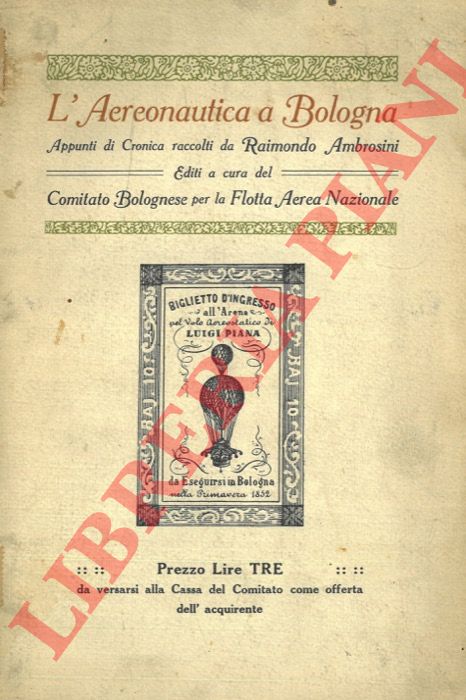 L'Aereonautica a Bologna
Appunti di Cronica raccolti da Raimondo Ambrosini
Editi a cura del
Comitato Bolognese per la Flotta Aerea Nazionale
BIGLIETTO D'INGRESSO
all'Arena
pel Volo Aereostatico di
LUIGI PIANA
BAJ. 10
BAJ. 10
da Eseguirsi in Bologna
nella Primavera 1852
:: :: Prezzo Lire TRE :: ::
da versarsi alla Cassa del Comitato come offerta
dell' acquirente
LIBRERIA PIANI